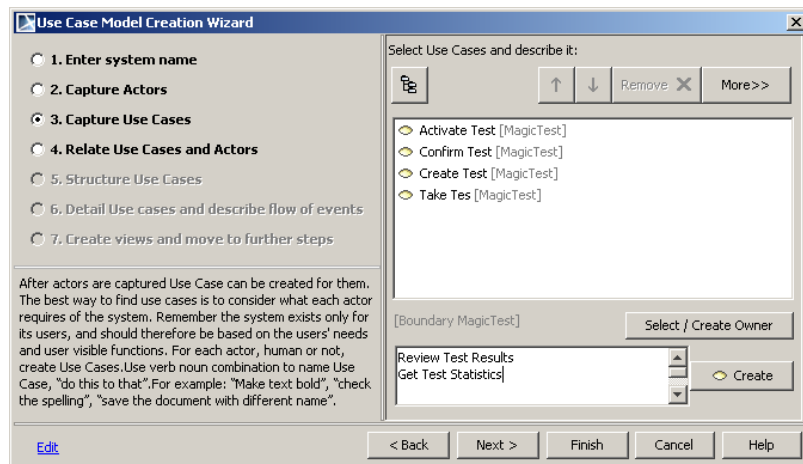 Use Case Model Creation Wizard
1. Enter system name
2. Capture Actors
3. Capture Use Cases
4. Relate Use Cases and Actors
5. Structure Use Cases
6. Detail Use cases and describe flow of events
7. Create views and move to further steps
After actors are captured Use Case can be created for them.
The best way to find use cases is to consider what each actor
requires of the system. Remember the system exists only for
its users, and should therefore be based on the users' needs
and user visible functions. For each actor, human or not,
create Use Cases.Use verb noun combination to name Use
Case, "do this to that".For example: "Make text bold", "check
the spelling", "save the document with different name".
Edit
Select Use Cases and describe it:
Remove
More>>
Activate Test [MagicTest]
Confirm Test [MagicTest]
Create Test [MagicTest]
Take Tes [MagicTest]
[Boundary MagicTest]
Select / Create Owner
Review Test Results
Get Test Statistics
Create
< Back
Next >
Finish
Cancel
Help